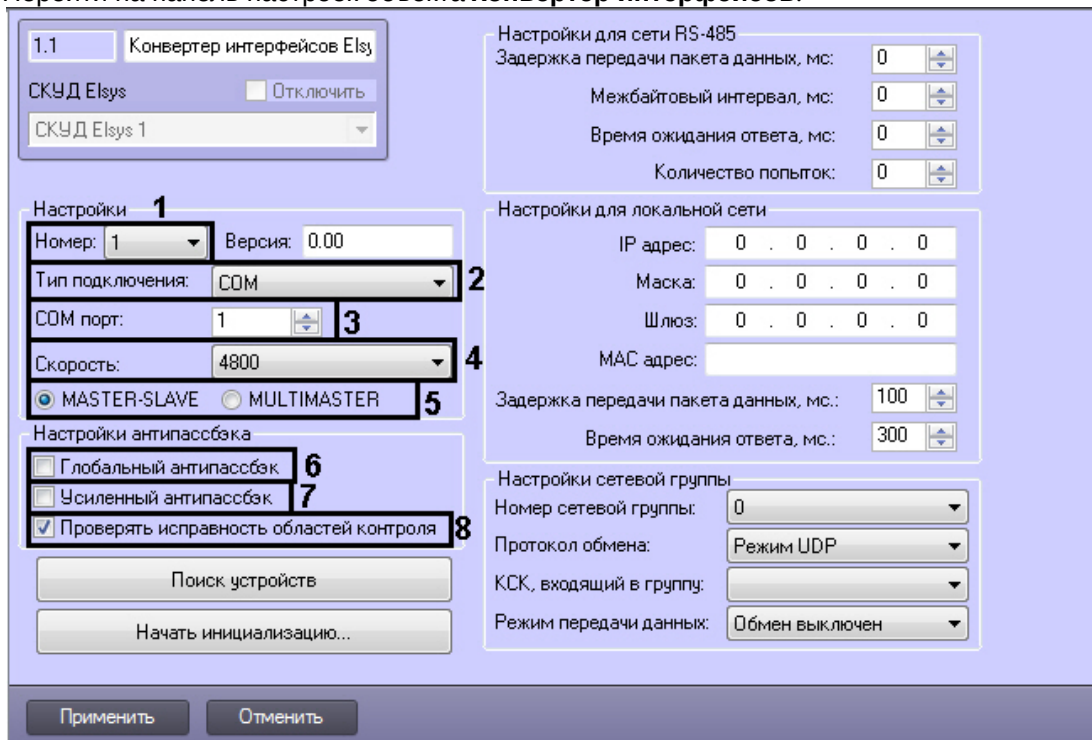 Перейти на панель настроек объекта Конвертер интерфейсов.
1.1 Конвертер интерфейсов Elsy
СКУД Elsys Отключить
СКУД Elsys 1
Настройки 1
Номер: 1 Версия: 0.00
Тип подключения: COM 2
COM порт: 1 3
Скорость: 4800 4
MASTER-SLAVE MULTIMASTER 5
Настройки антипассбэка
Глобальный антипассбэк 6
Усиленный антипассбэк 7
Проверять исправность областей контроля 8
Поиск устройств
Начать инициализацию...
Настройки для сети RS-485
Задержка передачи пакета данных, мс: 0
Межбайтовый интервал, мс: 0
Время ожидания ответа, мс: 0
Количество попыток: 0
Настройки для локальной сети
IP адрес: 0 . 0 . 0 . 0
Маска: 0 . 0 . 0 . 0
Шлюз: 0 . 0 . 0 . 0
MAC адрес:
Задержка передачи пакета данных, мс.: 100
Время ожидания ответа, мс.: 300
Настройки сетевой группы
Номер сетевой группы: 0
Протокол обмена: Режим UDP
КСК, входящий в группу:
Режим передачи данных: Обмен выключен
Применить Отменить